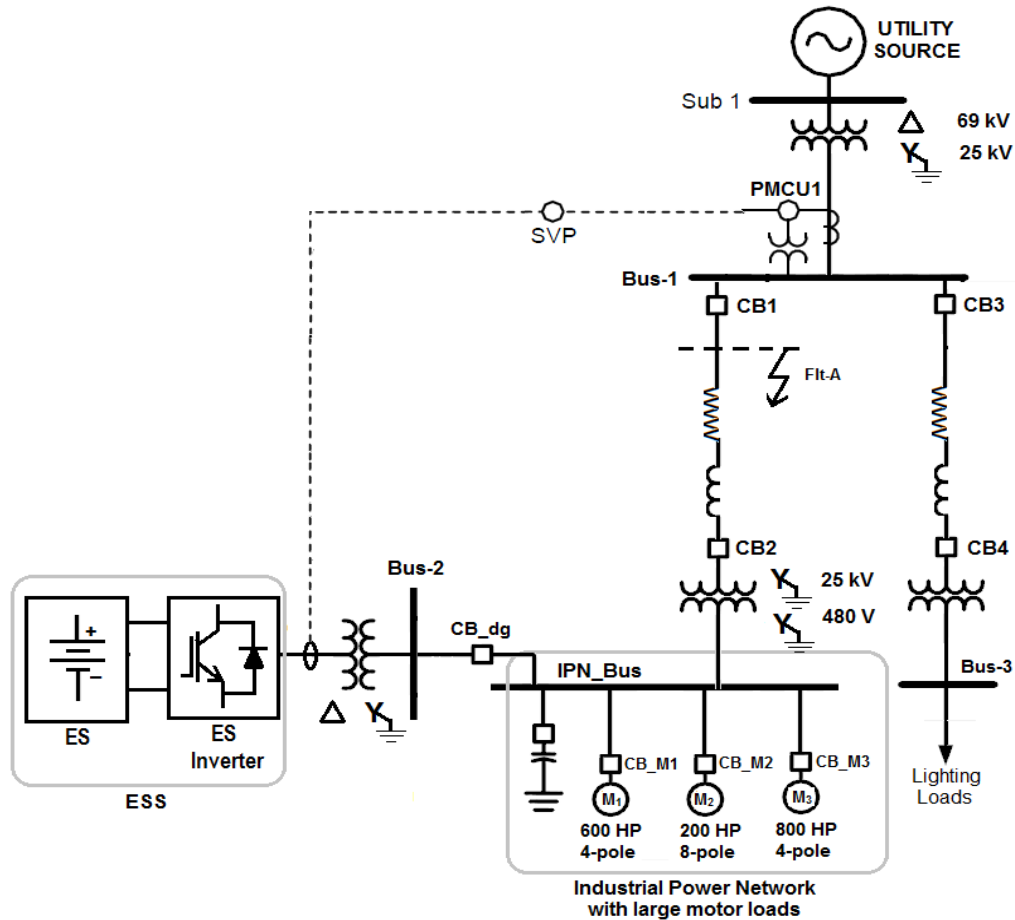 UTILITY
SOURCE
Sub 1
69 kV
25 kV
PMCU1
SVP
Bus-1
CB1
CB3
Flt-A
CB2
CB4
25 kV
480 V
Bus-2
CB_dg
IPN_Bus
Bus-3
+
–
ES
ES
Inverter
ESS
CB_M1
CB_M2
CB_M3
M1
M2
M3
600 HP
4-pole
200 HP
8-pole
800 HP
4-pole
Lighting
Loads
Industrial Power Network
with large motor loads